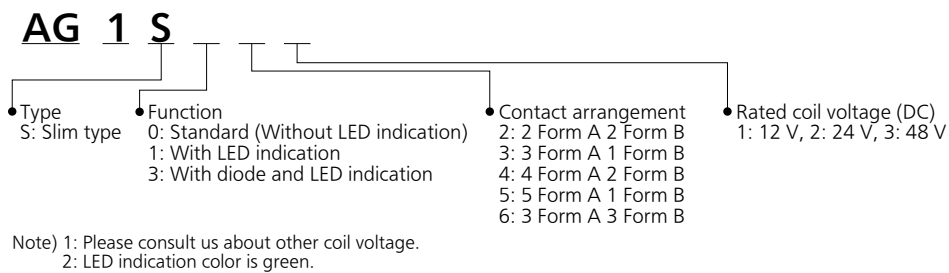 AG 1 S
Type
S: Slim type
Function
0: Standard (Without LED indication)
1: With LED indication
3: With diode and LED indication
Contact arrangement
2: 2 Form A 2 Form B
3: 3 Form A 1 Form B
4: 4 Form A 2 Form B
5: 5 Form A 1 Form B
6: 3 Form A 3 Form B
Rated coil voltage (DC)
1: 12 V, 2: 24 V, 3: 48 V
Note) 1: Please consult us about other coil voltage.
2: LED indication color is green.